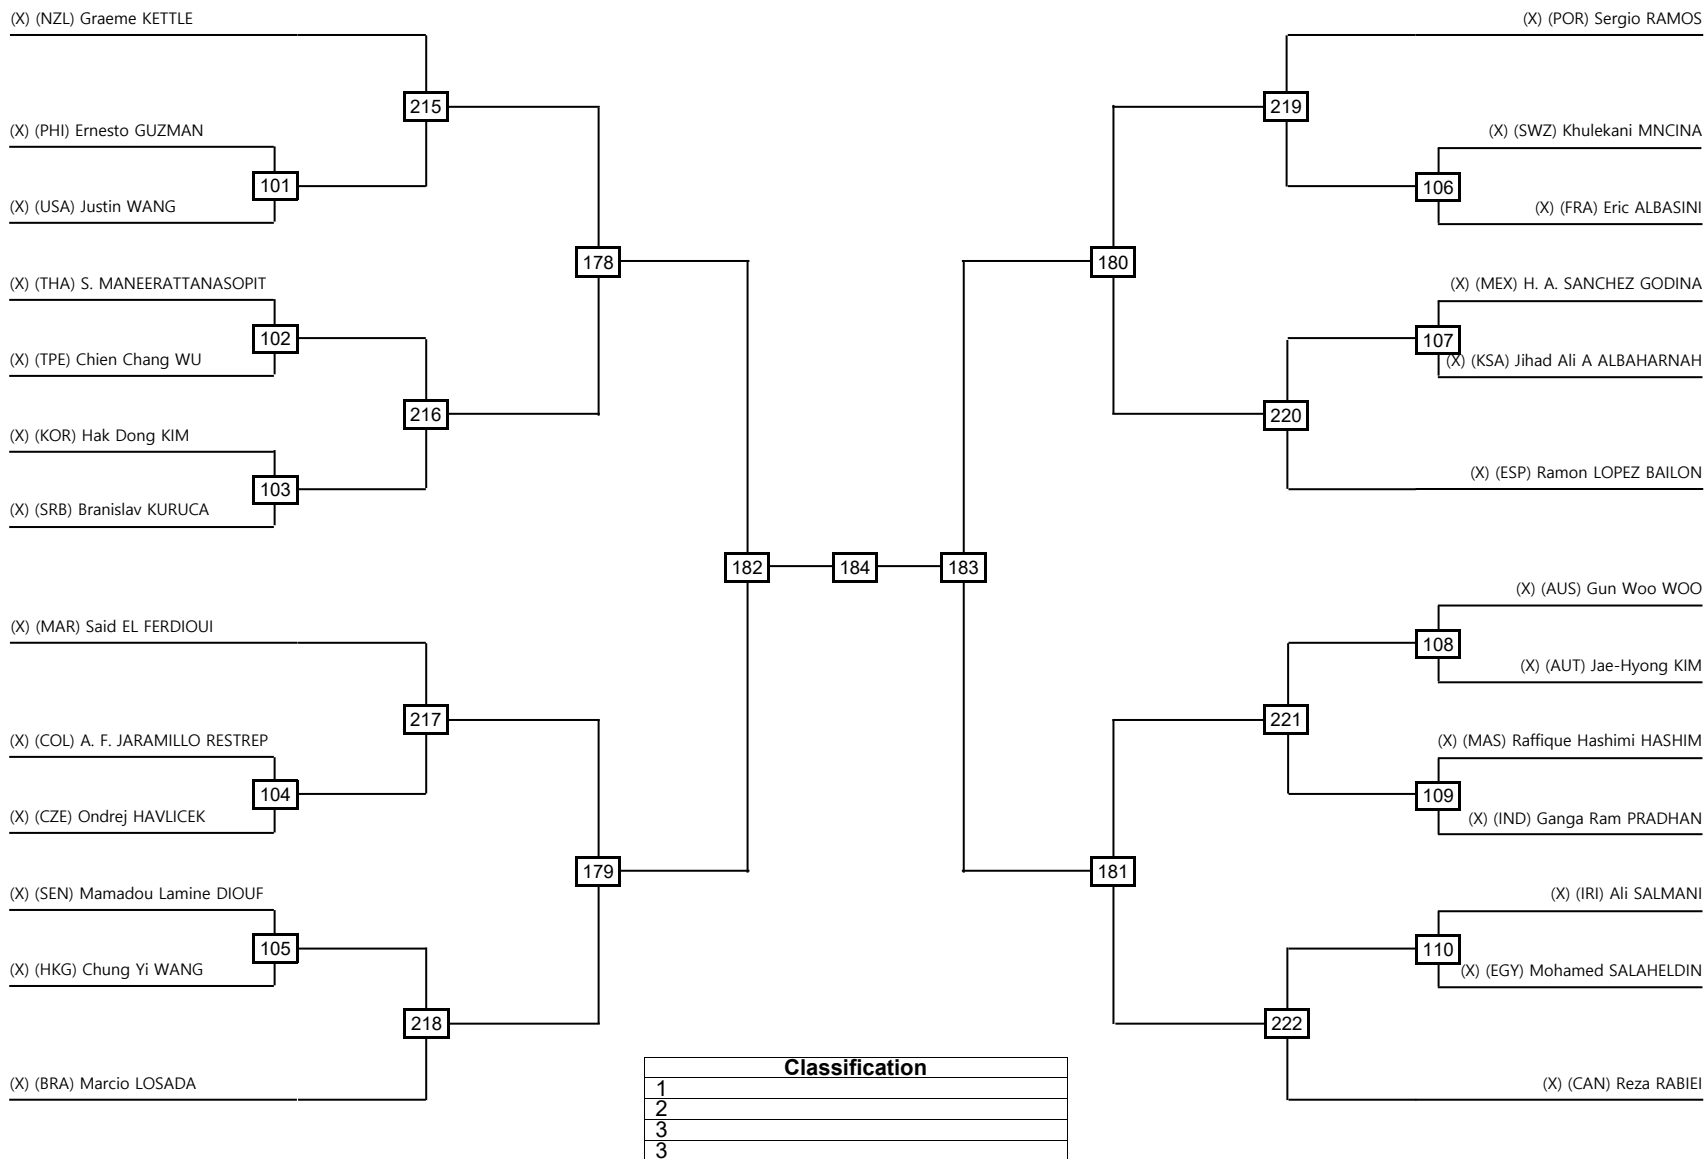 (X) (NZL) Graeme KETTLE
215
(X) (PHI) Ernesto GUZMAN
101
(X) (USA) Justin WANG
178
(X) (THA) S. MANEERATTANASOPIT
102
(X) (TPE) Chien Chang WU
216
(X) (KOR) Hak Dong KIM
103
(X) (SRB) Branislav KURUCA
182
184
183
(X) (MAR) Said EL FERDIOUI
217
(X) (COL) A. F. JARAMILLO RESTREP
104
(X) (CZE) Ondrej HAVLICEK
179
(X) (SEN) Mamadou Lamine DIOUF
105
(X) (HKG) Chung Yi WANG
218
(X) (BRA) Marcio LOSADA
(X) (POR) Sergio RAMOS
219
(X) (SWZ) Khulekani MNCINA
106
(X) (FRA) Eric ALBASINI
180
(X) (MEX) H. A. SANCHEZ GODINA
107
(X) (KSA) Jihad Ali A ALBAHARNAH
220
(X) (ESP) Ramon LOPEZ BAILON
(X) (AUS) Gun Woo WOO
108
(X) (AUT) Jae-Hyong KIM
221
(X) (MAS) Raffique Hashimi HASHIM
109
(X) (IND) Ganga Ram PRADHAN
181
(X) (IRI) Ali SALMANI
110
(X) (EGY) Mohamed SALAHELDIN
222
(X) (CAN) Reza RABIEI
Classification
1
2
3
3